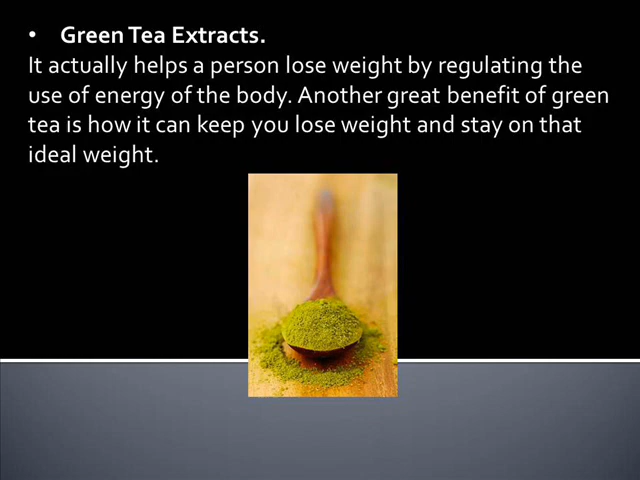 • Green Tea Extracts.
It actually helps a person lose weight by regulating the
use of energy of the body. Another great benefit of green
tea is how it can keep you lose weight and stay on that
ideal weight.